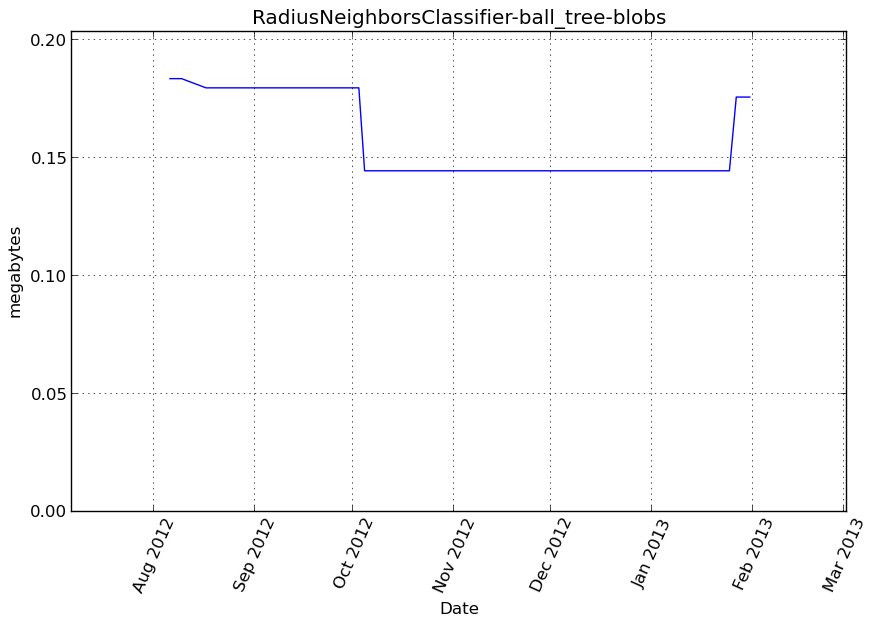 RadiusNeighborsClassifier-ball_tree-blobs
0.20
0.15
0.10
0.05
0.00
megabytes
Aug 2012
Sep 2012
Oct 2012
Nov 2012
Dec 2012
Jan 2013
Feb 2013
Mar 2013
Date